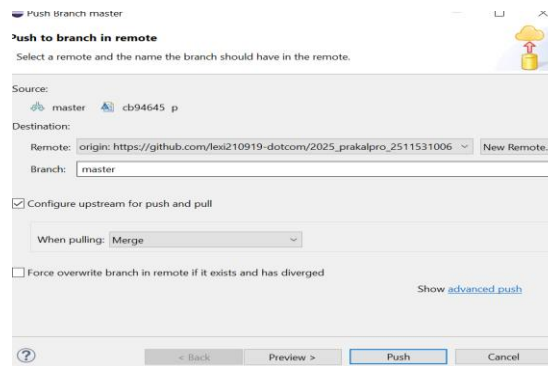 Push Branch master
Push to branch in remote
Select a remote and the name the branch should have in the remote.
Source:
master cb94645 p
Destination:
Remote: origin: https://github.com/lexi210919-dotcom/2025_prakalpro_2511531006 New Remote.
Branch: master
Configure upstream for push and pull
When pulling: Merge
Force overwrite branch in remote if it exists and has diverged
Show advanced push
? < Back Preview > Push Cancel